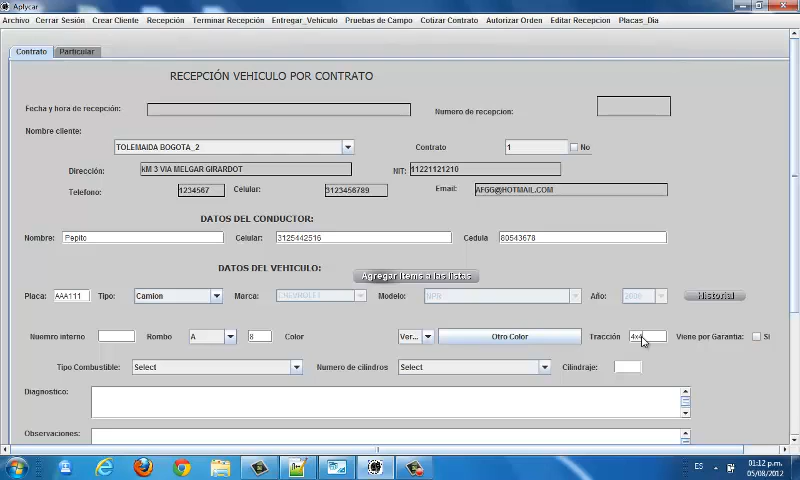 Aplycar
Archivo Cerrar Sesión Crear Cliente Recepción Terminar Recepción Entregar_Vehiculo Pruebas de Campo Cotizar Contrato Autorizar Orden Editar Recepcion Placas_Dia
Contrato Particular
RECEPCIÓN VEHICULO POR CONTRATO
Fecha y hora de recepción: Numero de recepcion:
Nombre cliente:
TOLEMAIDA BOGOTA_2 Contrato 1 No
Dirección KM 3 VIA MELGAR GIRARDOT NIT: 11221121210
Telefono 1234567 Celular: 3123456789 Email: AFGG@HOTMAIL.COM
DATOS DEL CONDUCTOR:
Nombre: Pepito Celular: 3125442516 Cedula 80543678
DATOS DEL VEHICULO: Agregar items a las listas
Placa: AAA111 Tipo: Camion Marca: CHEVROLET Modelo: NPR Año: 2000 Historial
Nuemro interno Rombo A 8 Color Ver... Otro Color Tracción 4x4 Viene por Garantia: Si
Tipo Combustible: Select Numero de cilindros Select Cilindraje:
Diagnostico:
Observaciones:
ES 01:12 p.m.
05/08/2012